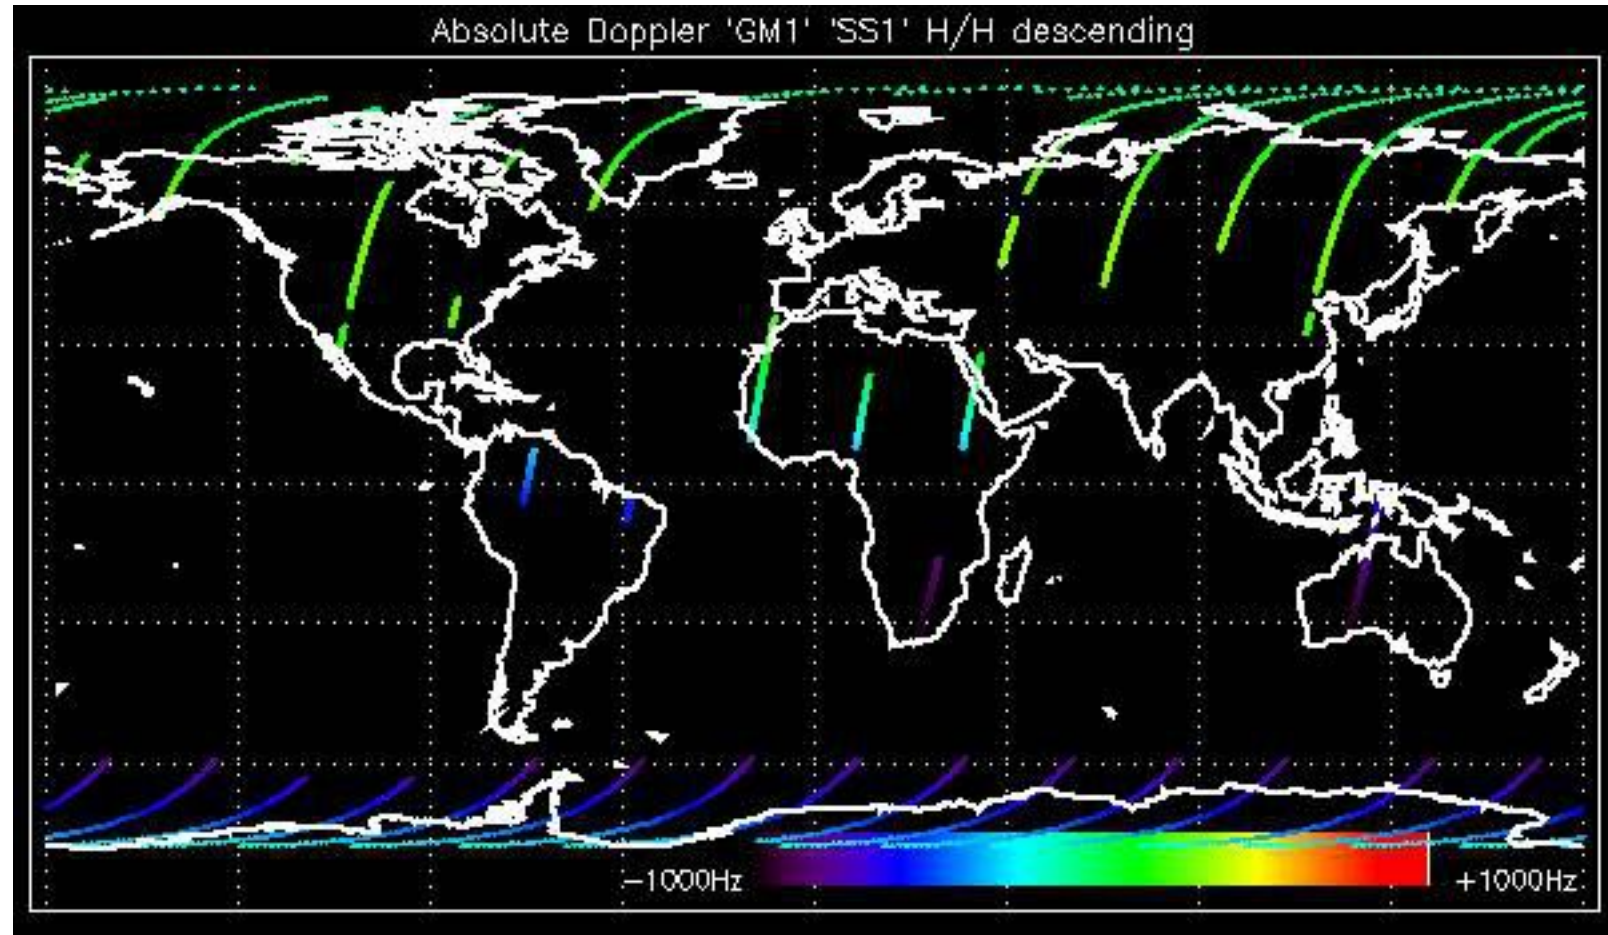 Absolute Doppler 'GM1' 'SS1' H/H descending
−1000Hz +1000Hz